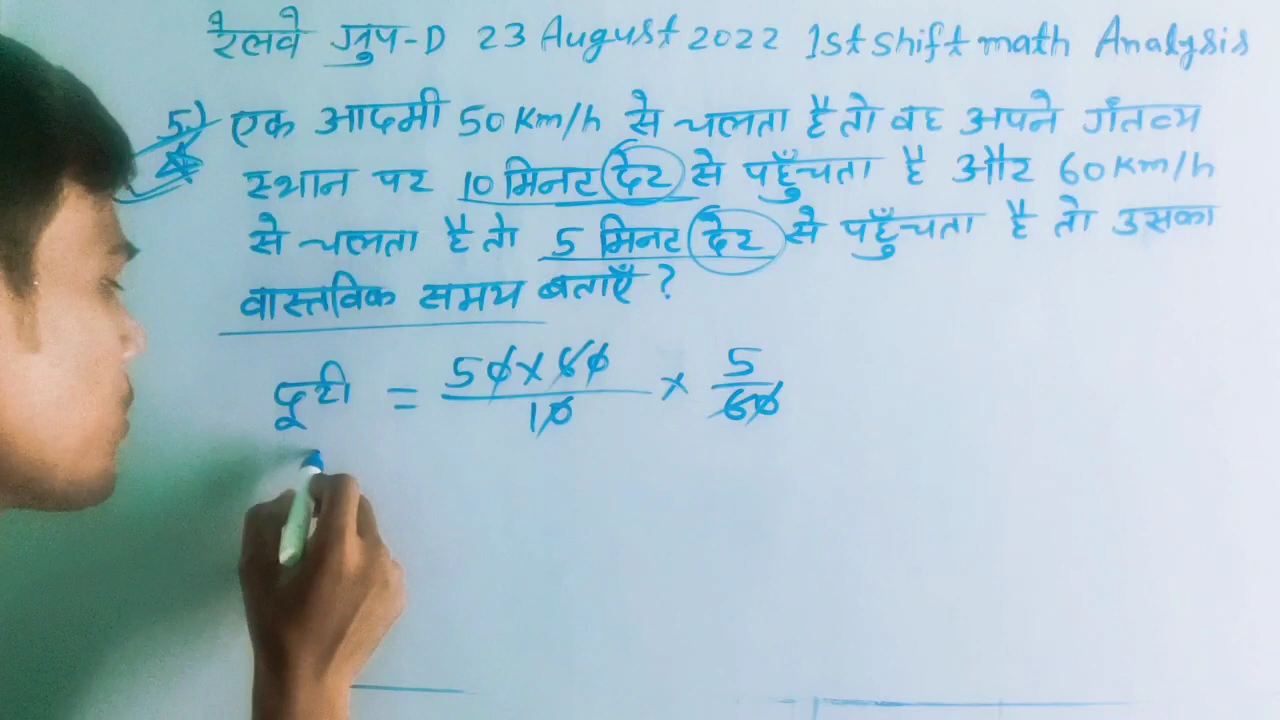 रेलवे ग्रुप-D 23 August 2022 1st shift math Analysis
5) एक आदमी 50 Km/h से चलता है तो वह अपने गंतव्य
स्थान पर 10 मिनट देर से पहुँचता है और 60 Km/h
से चलता है तो 5 मिनट देर से पहुँचता है तो उसका
वास्तविक समय बताएँ ?
दूरी = 50 x 60 / 10 x 5 / 60